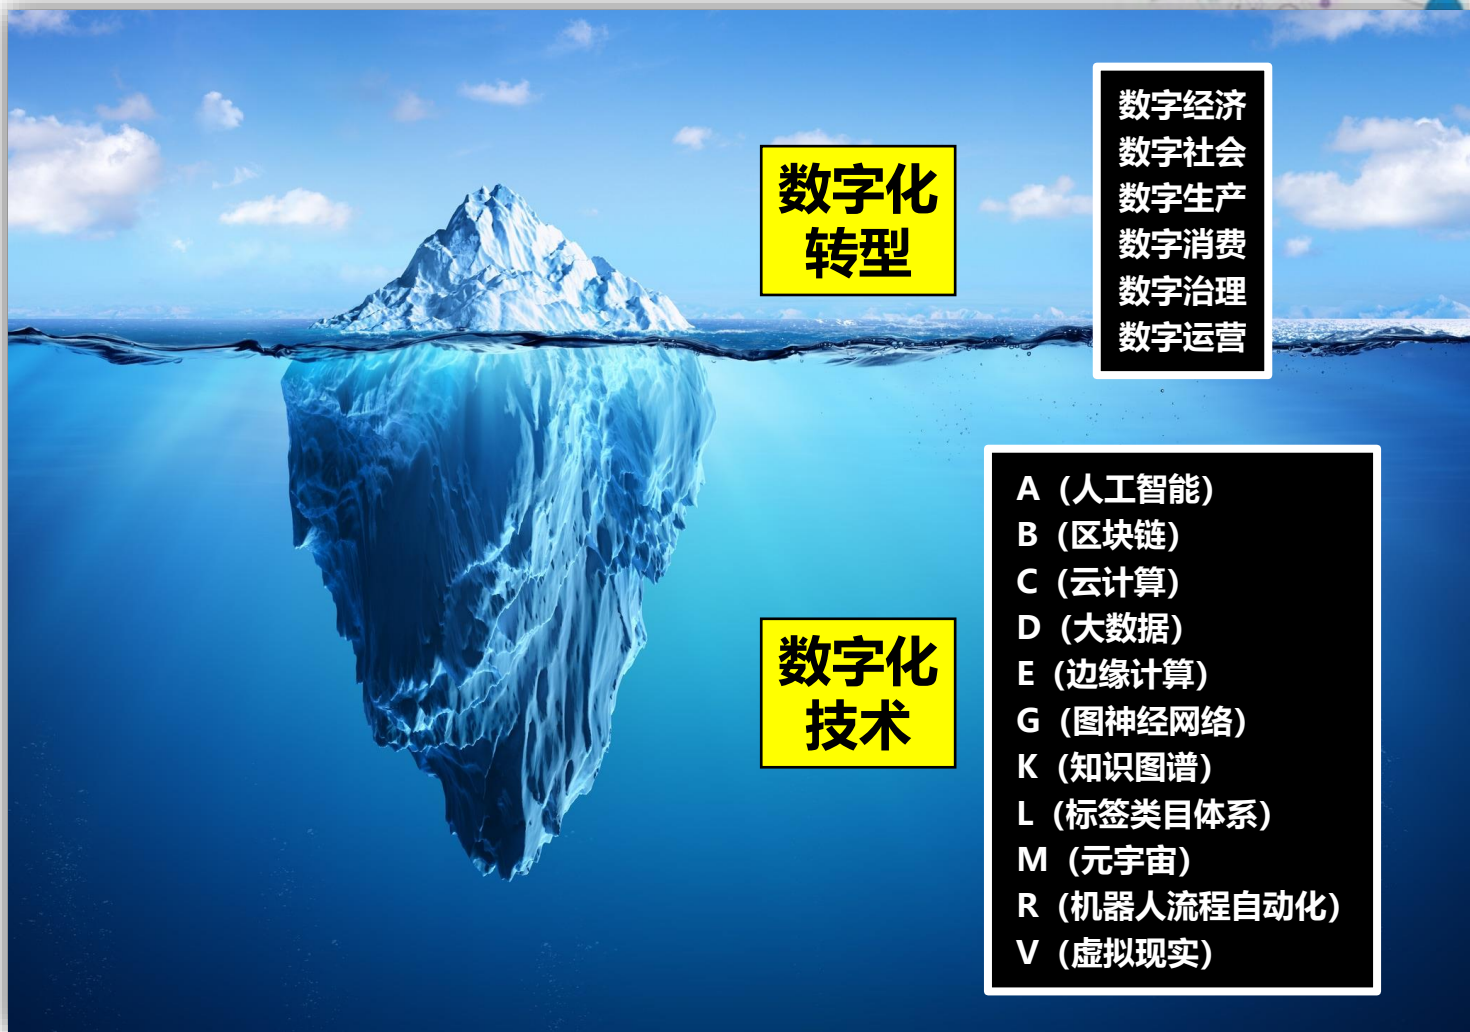 数字化
转型
数字经济
数字社会
数字生产
数字消费
数字治理
数字运营
数字化
技术
A（人工智能）
B（区块链）
C（云计算）
D（大数据）
E（边缘计算）
G（图神经网络）
K（知识图谱）
L（标签类目体系）
M（元宇宙）
R（机器人流程自动化）
V（虚拟现实）